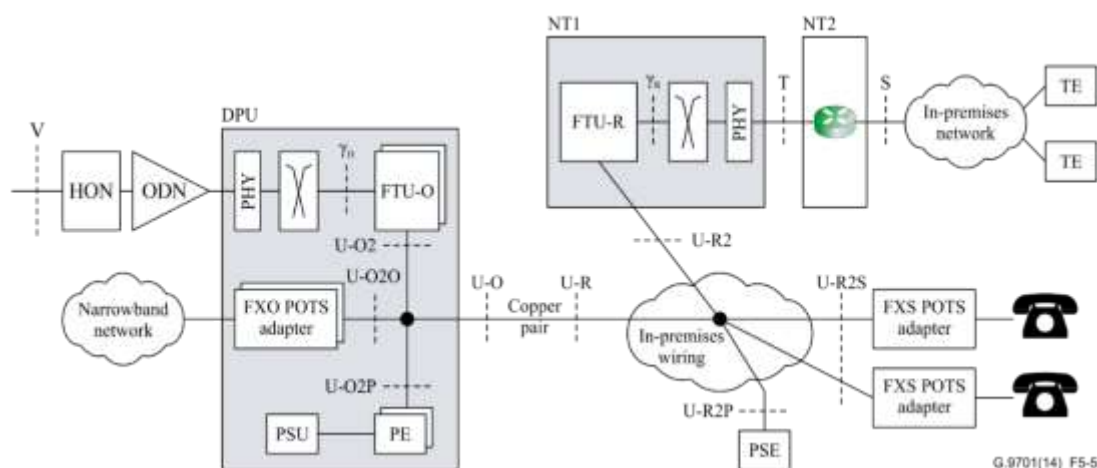 NT1
NT2
V
DPU
HON
ODN
PHY
γO
FTU-O
FTU-R
γR
PHY
T
S
In-premises
network
TE
TE
U-O2
U-R2
Narrowband
network
FXO POTS
adapter
U-O2O
U-O
Copper
pair
U-R
In-premises
wiring
U-R2S
FXS POTS
adapter
FXS POTS
adapter
U-O2P
U-R2P
PSU
PE
PSE
G.9701(14)_F5-5